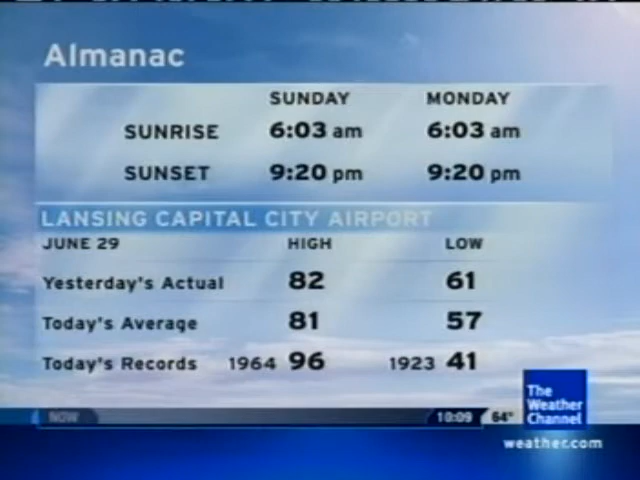 Almanac
SUNDAY MONDAY
SUNRISE 6:03 am 6:03 am
SUNSET 9:20 pm 9:20 pm
LANSING CAPITAL CITY AIRPORT
JUNE 29 HIGH LOW
Yesterday's Actual 82 61
Today's Average 81 57
Today's Records 1964 96 1923 41
The
Weather
Channel
NOW 10:09 64°
weather.com